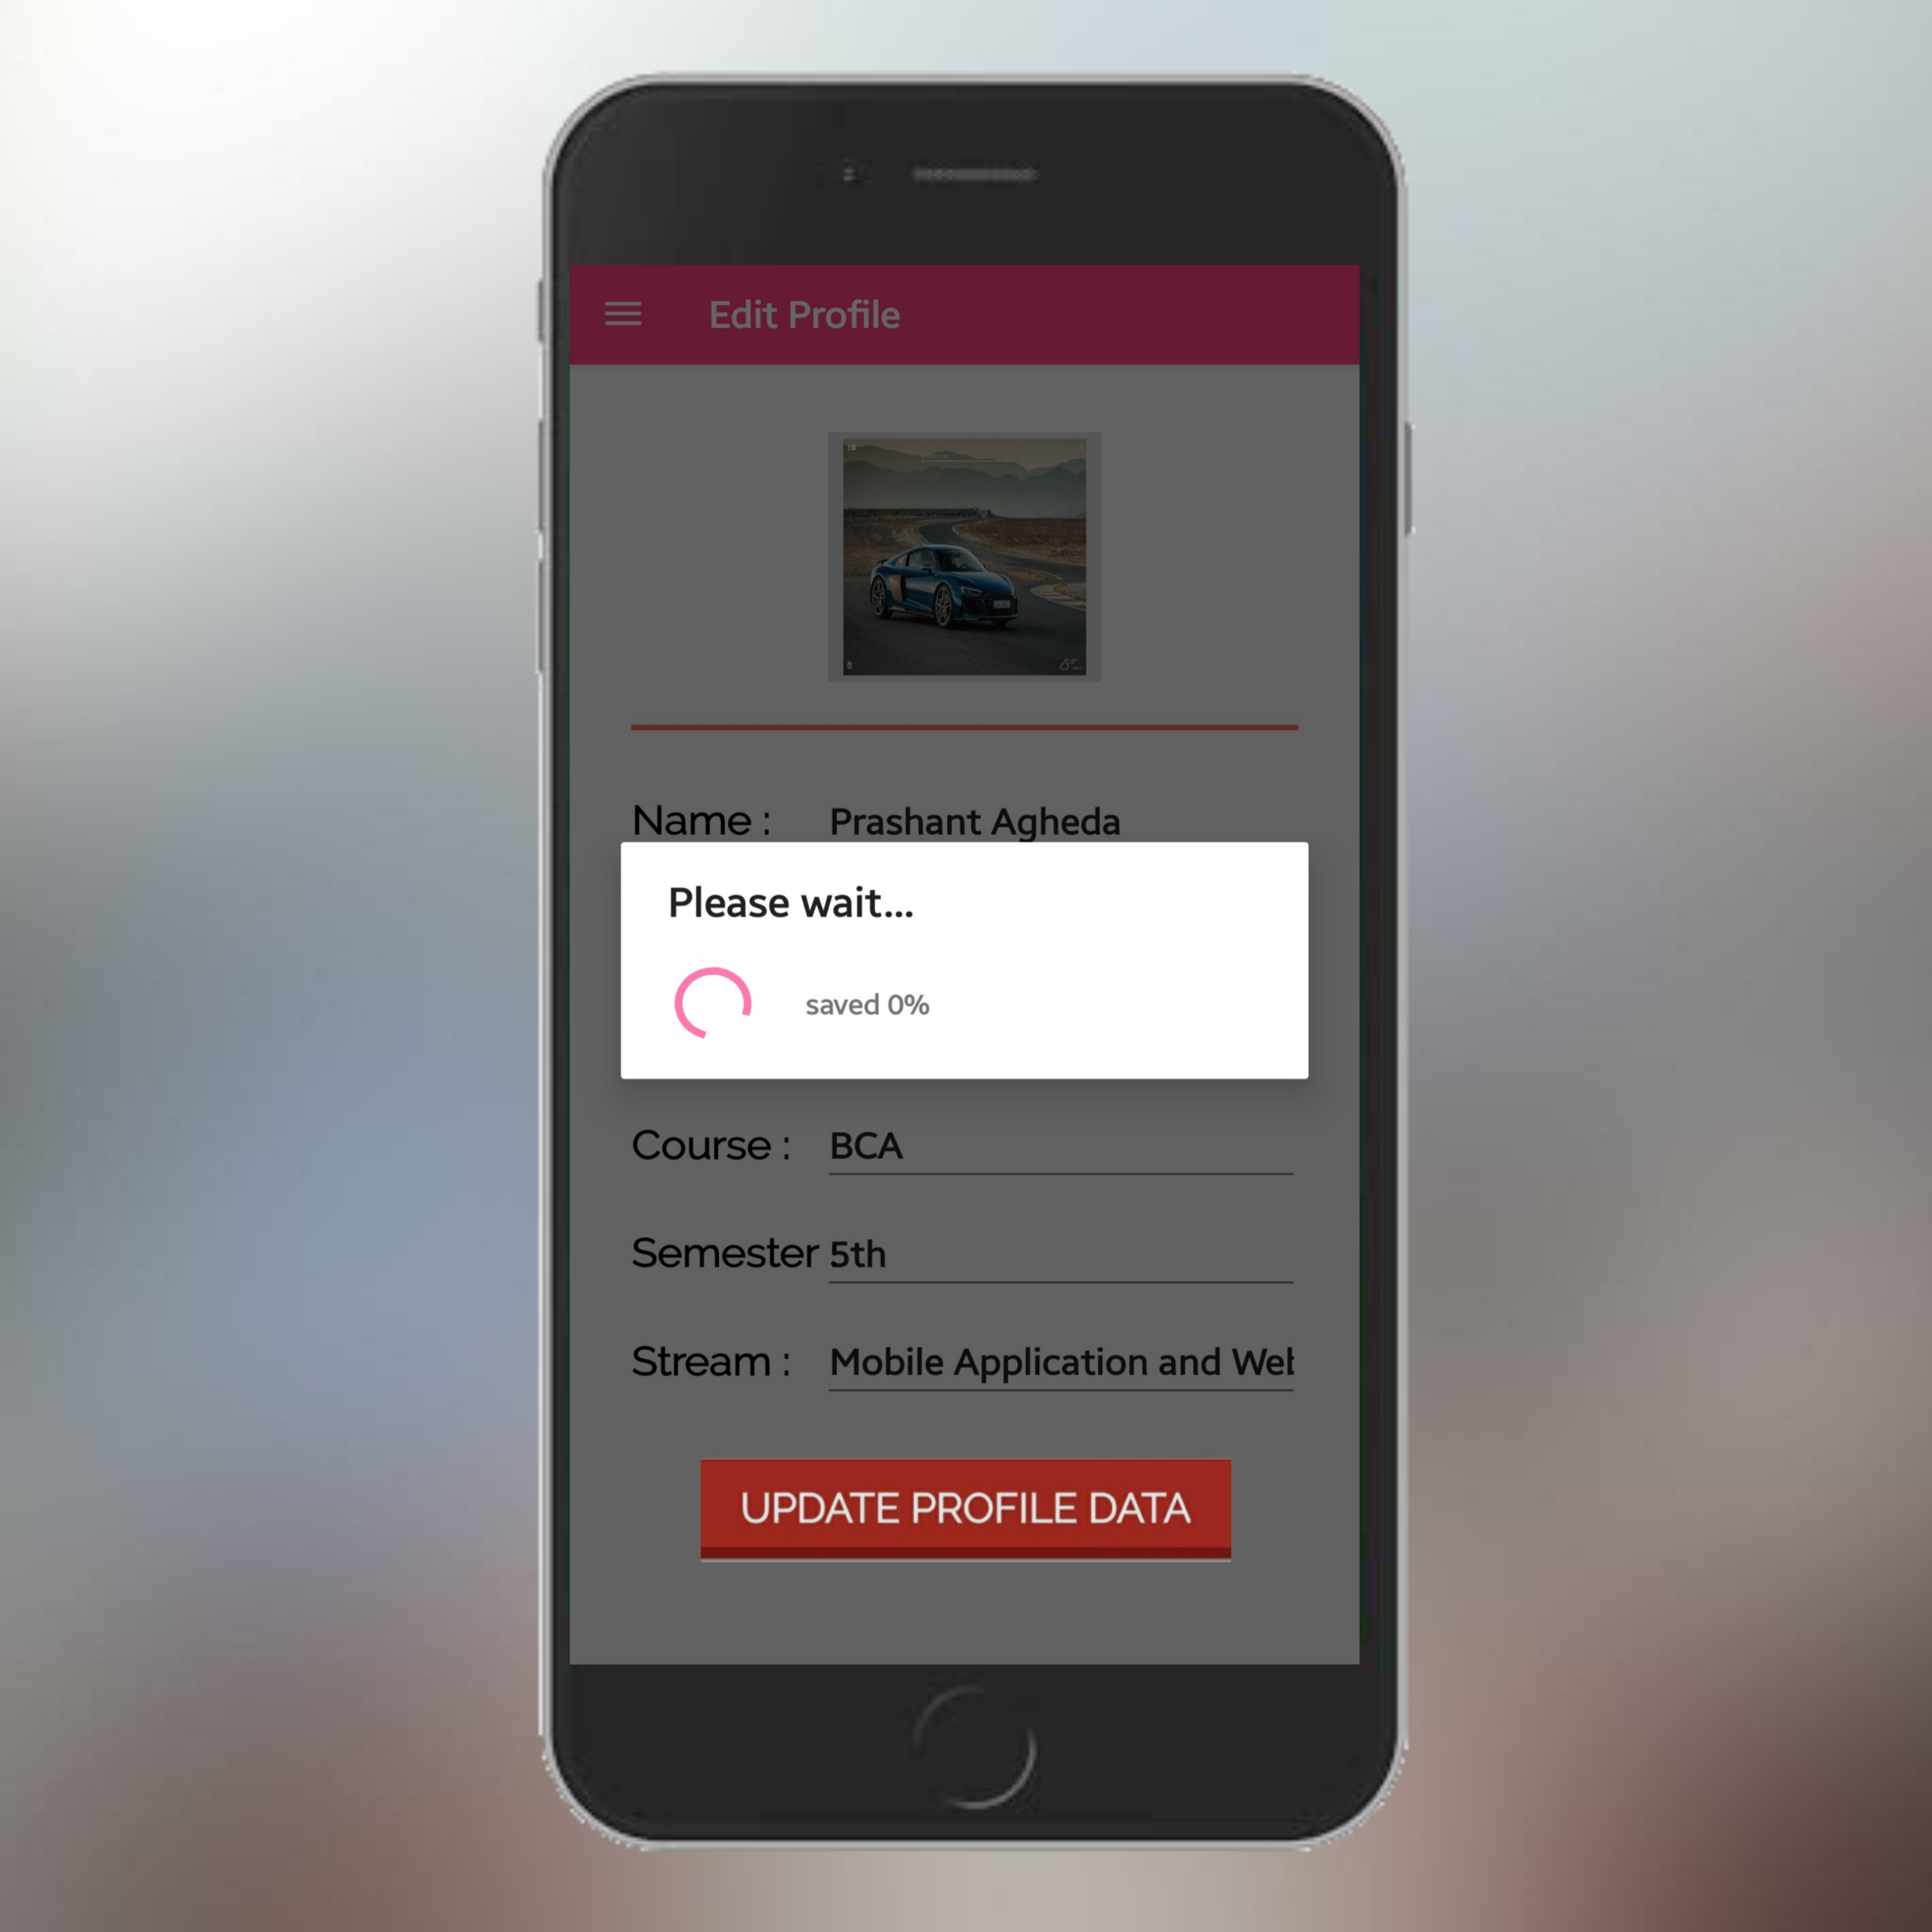 Edit Profile
Name : Prashant Agheda
Please wait...
saved 0%
Course : BCA
Semester 5th
Stream : Mobile Application and Web
UPDATE PROFILE DATA